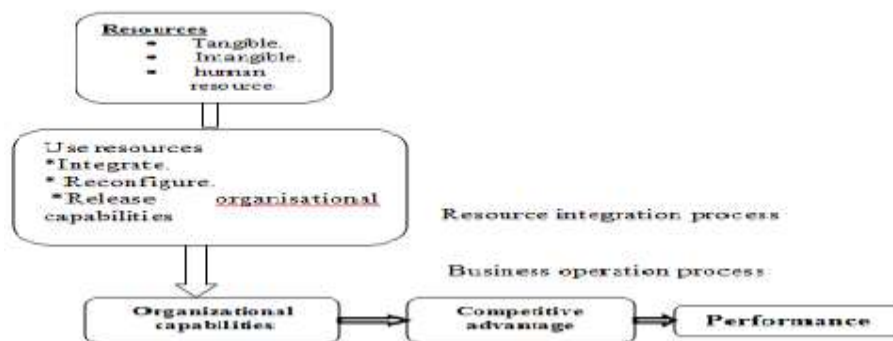 Resources
• Tangible.
• Intangible.
• human
resource
Use resources
*Integrate.
* Reconfigure.
*Release organisational
capabilities
Resource integration process
Business operation process
Organizational
capabilities
Competitive
advantage
Performance